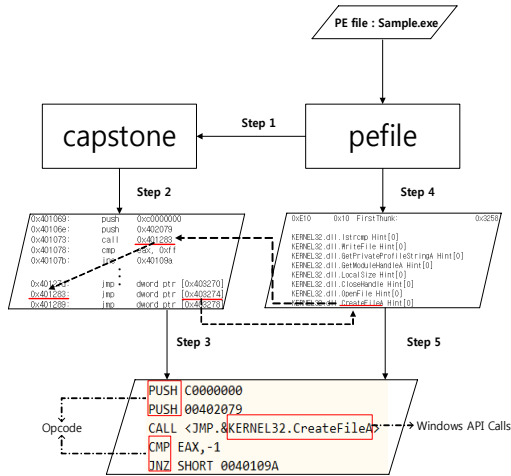 PE file : Sample.exe
Step 1
capstone
pefile
Step 2
Step 4
0x401069: push 0xc0000000
0x40106e: push 0x402079
0x401073: call 0x401283
0x401078: cmp eax, 0xff
0x40107b: jne 0x40109a
jmp dword ptr [0x403270]
0x401283: jmp dword ptr [0x403274]
0x401289: jmp dword ptr [0x403278]
0xE10 0x10 FirstThunk: 0x3258
KERNEL32.dll.lstrcmp Hint[0]
KERNEL32.dll.WriteFile Hint[0]
KERNEL32.dll.GetPrivateProfileStringA Hint[0]
KERNEL32.dll.GetModuleHandleA Hint[0]
KERNEL32.dll.LocalSize Hint[0]
KERNEL32.dll.CloseHandle Hint[0]
KERNEL32.dll.OpenFile Hint[0]
KERNEL32.dll.CreateFileA Hint[0]
Step 3
Step 5
PUSH C0000000
PUSH 00402079
CALL <JMP.&KERNEL32.CreateFileA>
CMP EAX,-1
JNZ SHORT 0040109A
Opcode
Windows API Calls